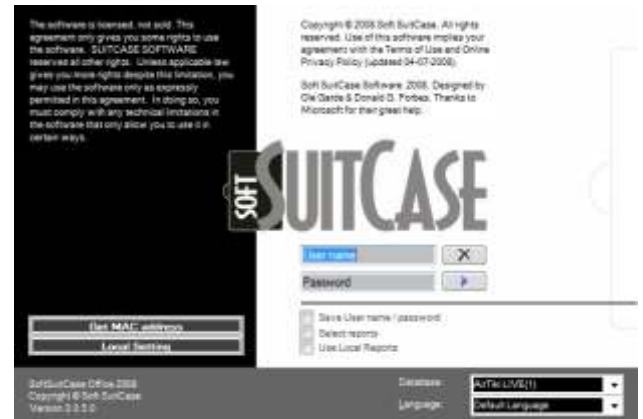 The software is licensed, not sold. This
agreement only gives you some rights to use
the software. SUITCASE SOFTWARE
reserves all other rights. Unless applicable law
gives you more rights despite this limitation, you
may use the software only as expressly
permitted in this agreement. In doing so, you
must comply with any technical limitations in
the software that only allow you to use it in
certain ways.
Copyright © 2008 Soft SuitCase. All rights
reserved. Use of this software implies your
agreement with the Terms of Use and Online
Privacy Policy (updated 04-07-2008).
Soft SuitCase Software 2008. Designed by
Ole Garde & Donald G. Forbes. Thanks to
Microsoft for their great help.
SOFT SUITCASE
User name
Password
Save User name / password
Select reports
Use Local Reports
Get MAC address
Local Setting
SoftSuitCase Office 2008
Copyright © Soft SuitCase
Version 3.3.5.0
Database: LIVE(1)
Language: Default Language